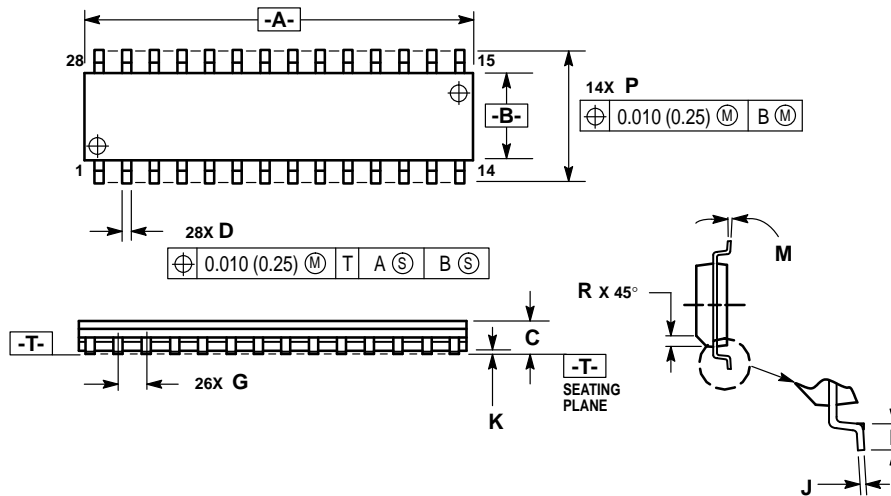 -A-
28
15
14X P
-B-
⌖ 0.010 (0.25) Ⓜ B Ⓜ
1
14
28X D
⌖ 0.010 (0.25) Ⓜ T A Ⓢ B Ⓢ
M
R X 45°
-T-
C
-T-
SEATING
PLANE
26X G
K
J